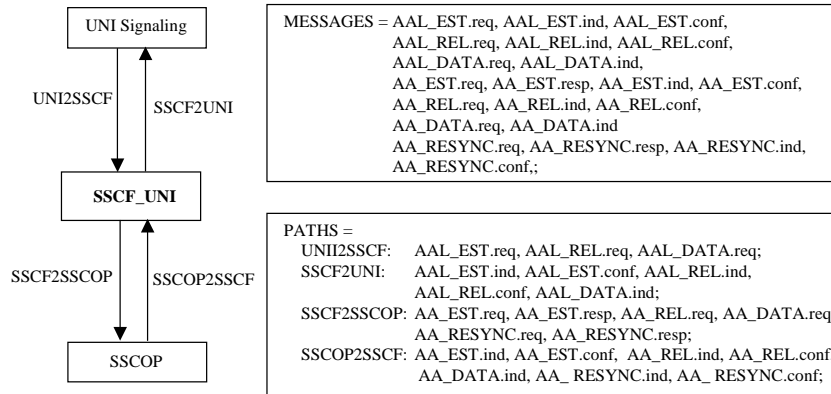 UNI Signaling
UNI2SSCF
SSCF2UNI
SSCF_UNI
SSCF2SSCOP
SSCOP2SSCF
SSCOP
MESSAGES = AAL_EST.req, AAL_EST.ind, AAL_EST.conf,
AAL_REL.req, AAL_REL.ind, AAL_REL.conf,
AAL_DATA.req, AAL_DATA.ind,
AA_EST.req, AA_EST.resp, AA_EST.ind, AA_EST.conf,
AA_REL.req, AA_REL.ind, AA_REL.conf,
AA_DATA.req, AA_DATA.ind
AA_RESYNC.req, AA_RESYNC.resp, AA_RESYNC.ind,
AA_RESYNC.conf,;
PATHS =
UNII2SSCF: AAL_EST.req, AAL_REL.req, AAL_DATA.req;
SSCF2UNI: AAL_EST.ind, AAL_EST.conf, AAL_REL.ind,
AAL_REL.conf, AAL_DATA.ind;
SSCF2SSCOP: AA_EST.req, AA_EST.resp, AA_REL.req, AA_DATA.req
AA_RESYNC.req, AA_RESYNC.resp;
SSCOP2SSCF: AA_EST.ind, AA_EST.conf, AA_REL.ind, AA_REL.conf
AA_DATA.ind, AA_ RESYNC.ind, AA_ RESYNC.conf;